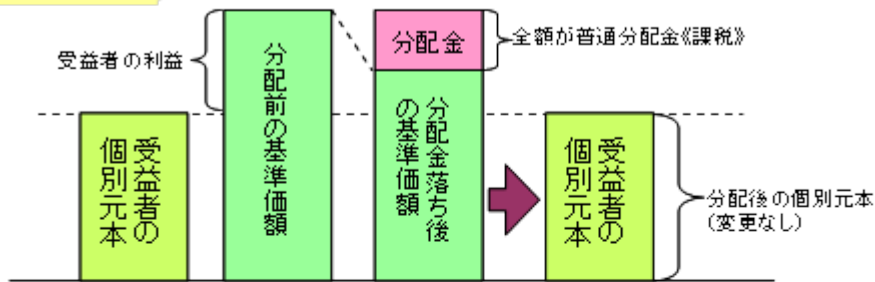 受益者の利益
分配前の基準価額
分配金
全額が普通分配金《課税》
受益者の
個別元本
分配金落ち後
の基準価額
受益者の
個別元本
分配後の個別元本
(変更なし)